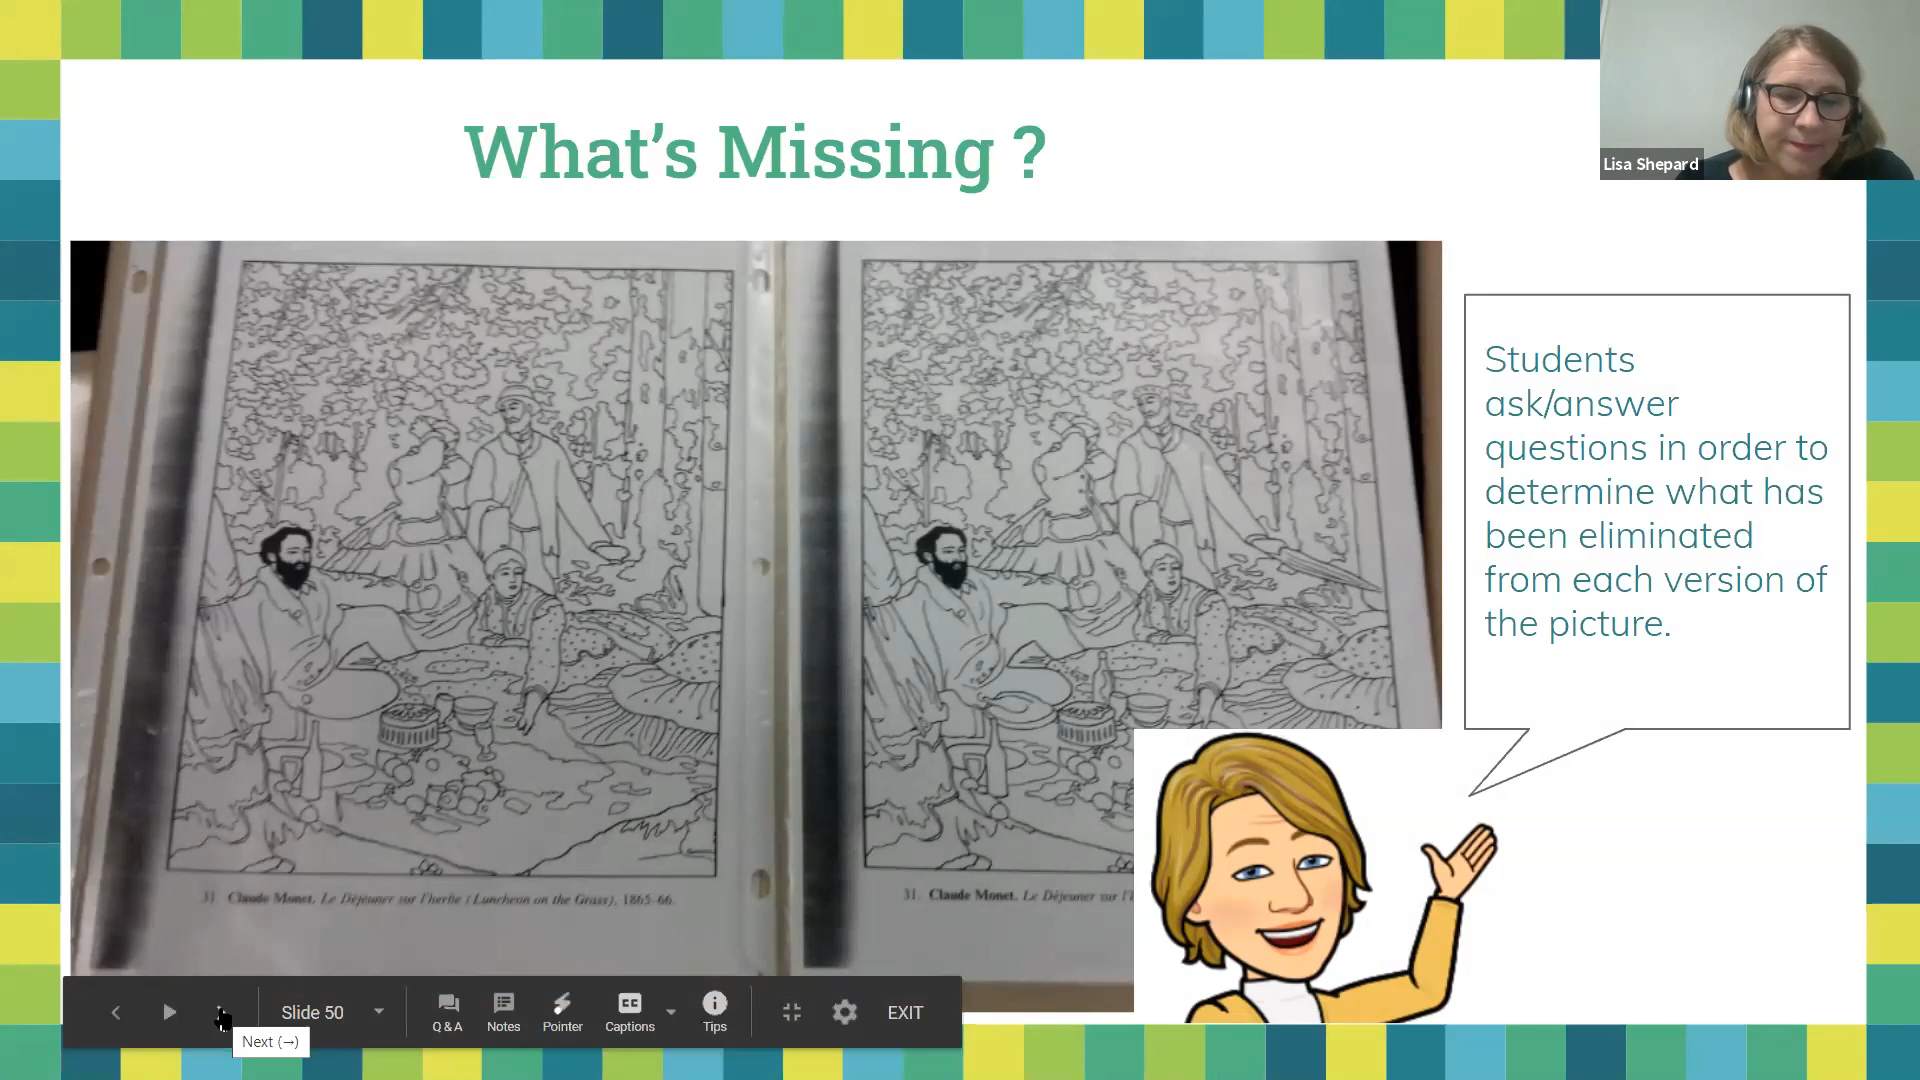 What's Missing ?
Lisa Shepard
Students
ask/answer
questions in order to
determine what has
been eliminated
from each version of
the picture.
31. Claude Monet. Le Déjeuner sur l'herbe (Luncheon on the Grass), 1865-66.
31. Claude Monet. Le Déjeuner sur l'l
Slide 50
Q & A
Notes
Pointer
CC
Captions
Tips
EXIT
Next (→)